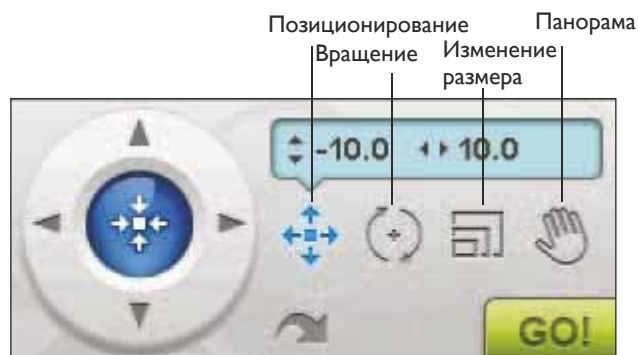 Позиционирование
Панорама
Вращение
Изменение
размера
-10.0 10.0
GO!